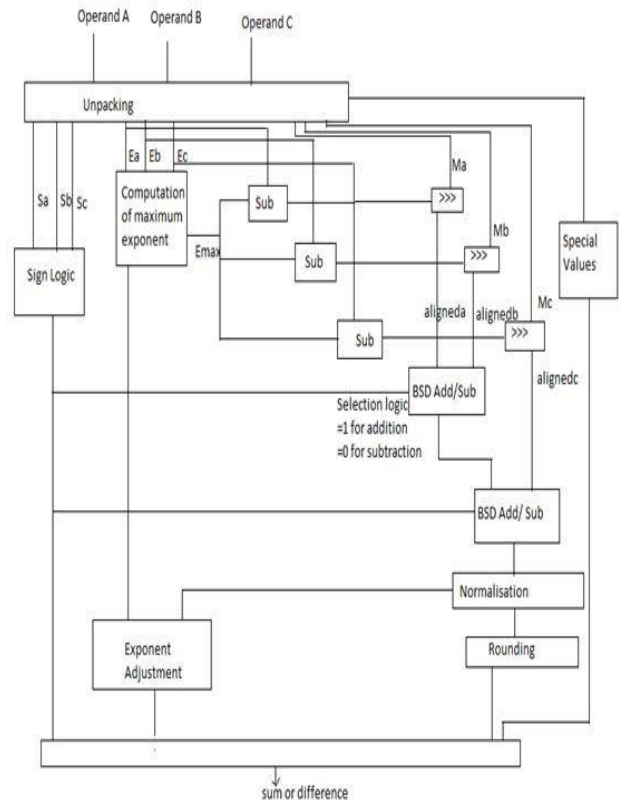 Operand A
Operand B
Operand C
Unpacking
Ea
Eb
Ec
Ma
Sa
Sb
Sc
Computation
of maximum
exponent
Sub
>>>
Mb
Emax
Sub
>>>
Special
Values
Sign Logic
Mc
aligneda
alignedb
Sub
>>>
alignedc
BSD Add/Sub
Selection logic
=1 for addition
=0 for subtraction
BSD Add/ Sub
Normalisation
Exponent
Adjustment
Rounding
sum or difference